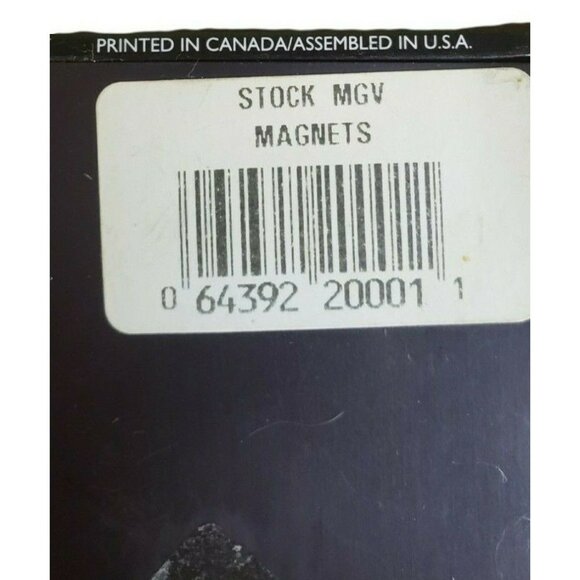 PRINTED IN CANADA/ASSEMBLED IN U.S.A.
STOCK MGV
MAGNETS
0 64392 20001 1